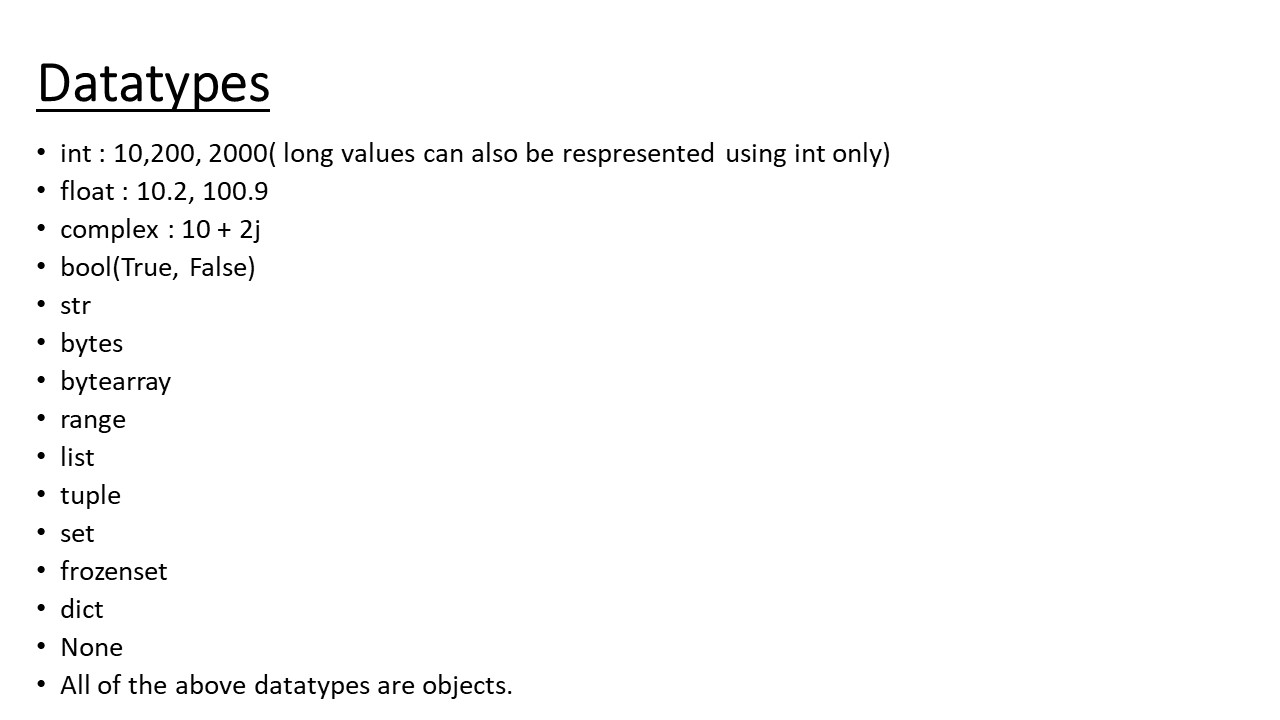 Datatypes
• int : 10,200, 2000( long values can also be respresented using int only)
• float : 10.2, 100.9
• complex : 10 + 2j
• bool(True, False)
• str
• bytes
• bytearray
• range
• list
• tuple
• set
• frozenset
• dict
• None
• All of the above datatypes are objects.